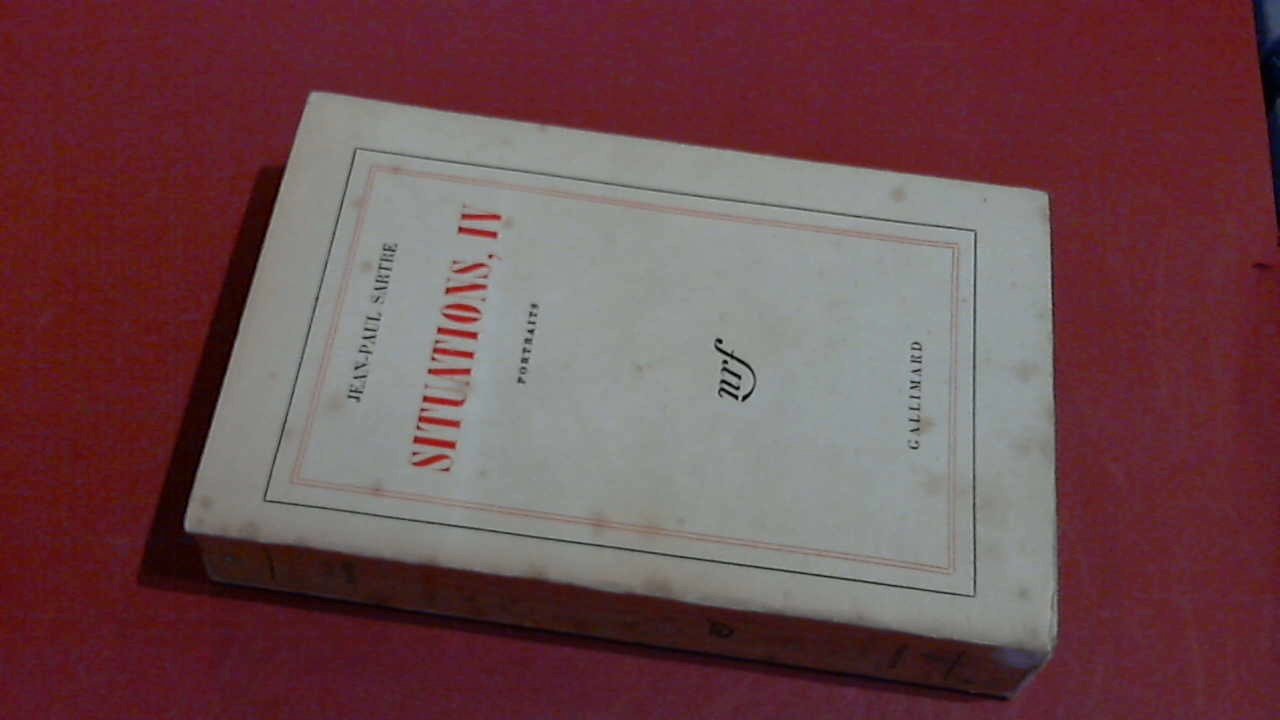 JEAN-PAUL SARTRE
SITUATIONS, IV
PORTRAITS
nrf
GALLIMARD